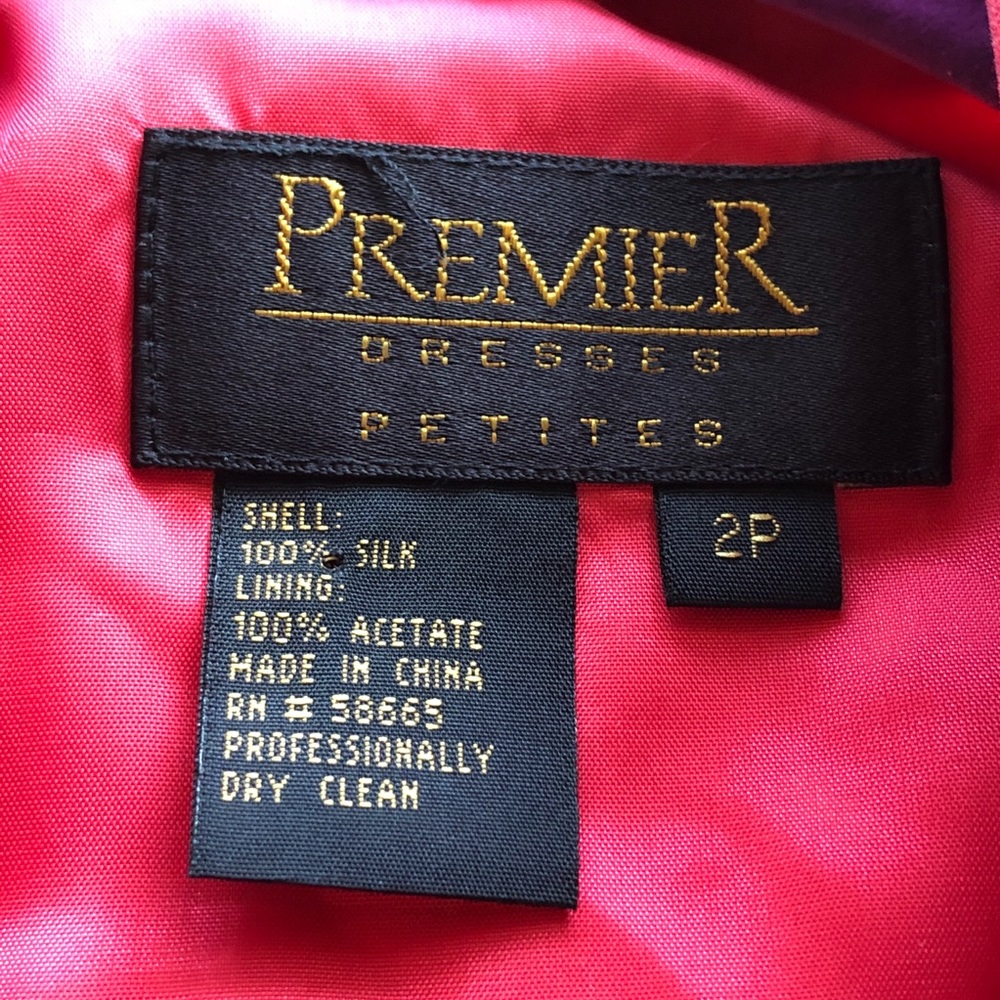 PREMIER
DRESSES
PETITES
2P
SHELL:
100% SILK
LINING:
100% ACETATE
MADE IN CHINA
RN # 58665
PROFESSIONALLY
DRY CLEAN